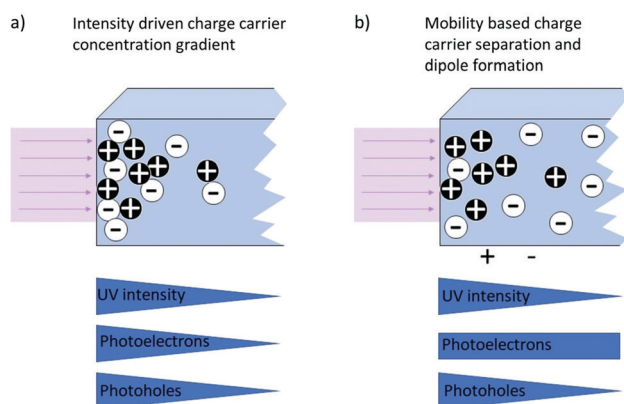 a)
Intensity driven charge carrier
concentration gradient
UV intensity
Photoelectrons
Photoholes
b)
Mobility based charge
carrier separation and
dipole formation
+ -
UV intensity
Photoelectrons
Photoholes